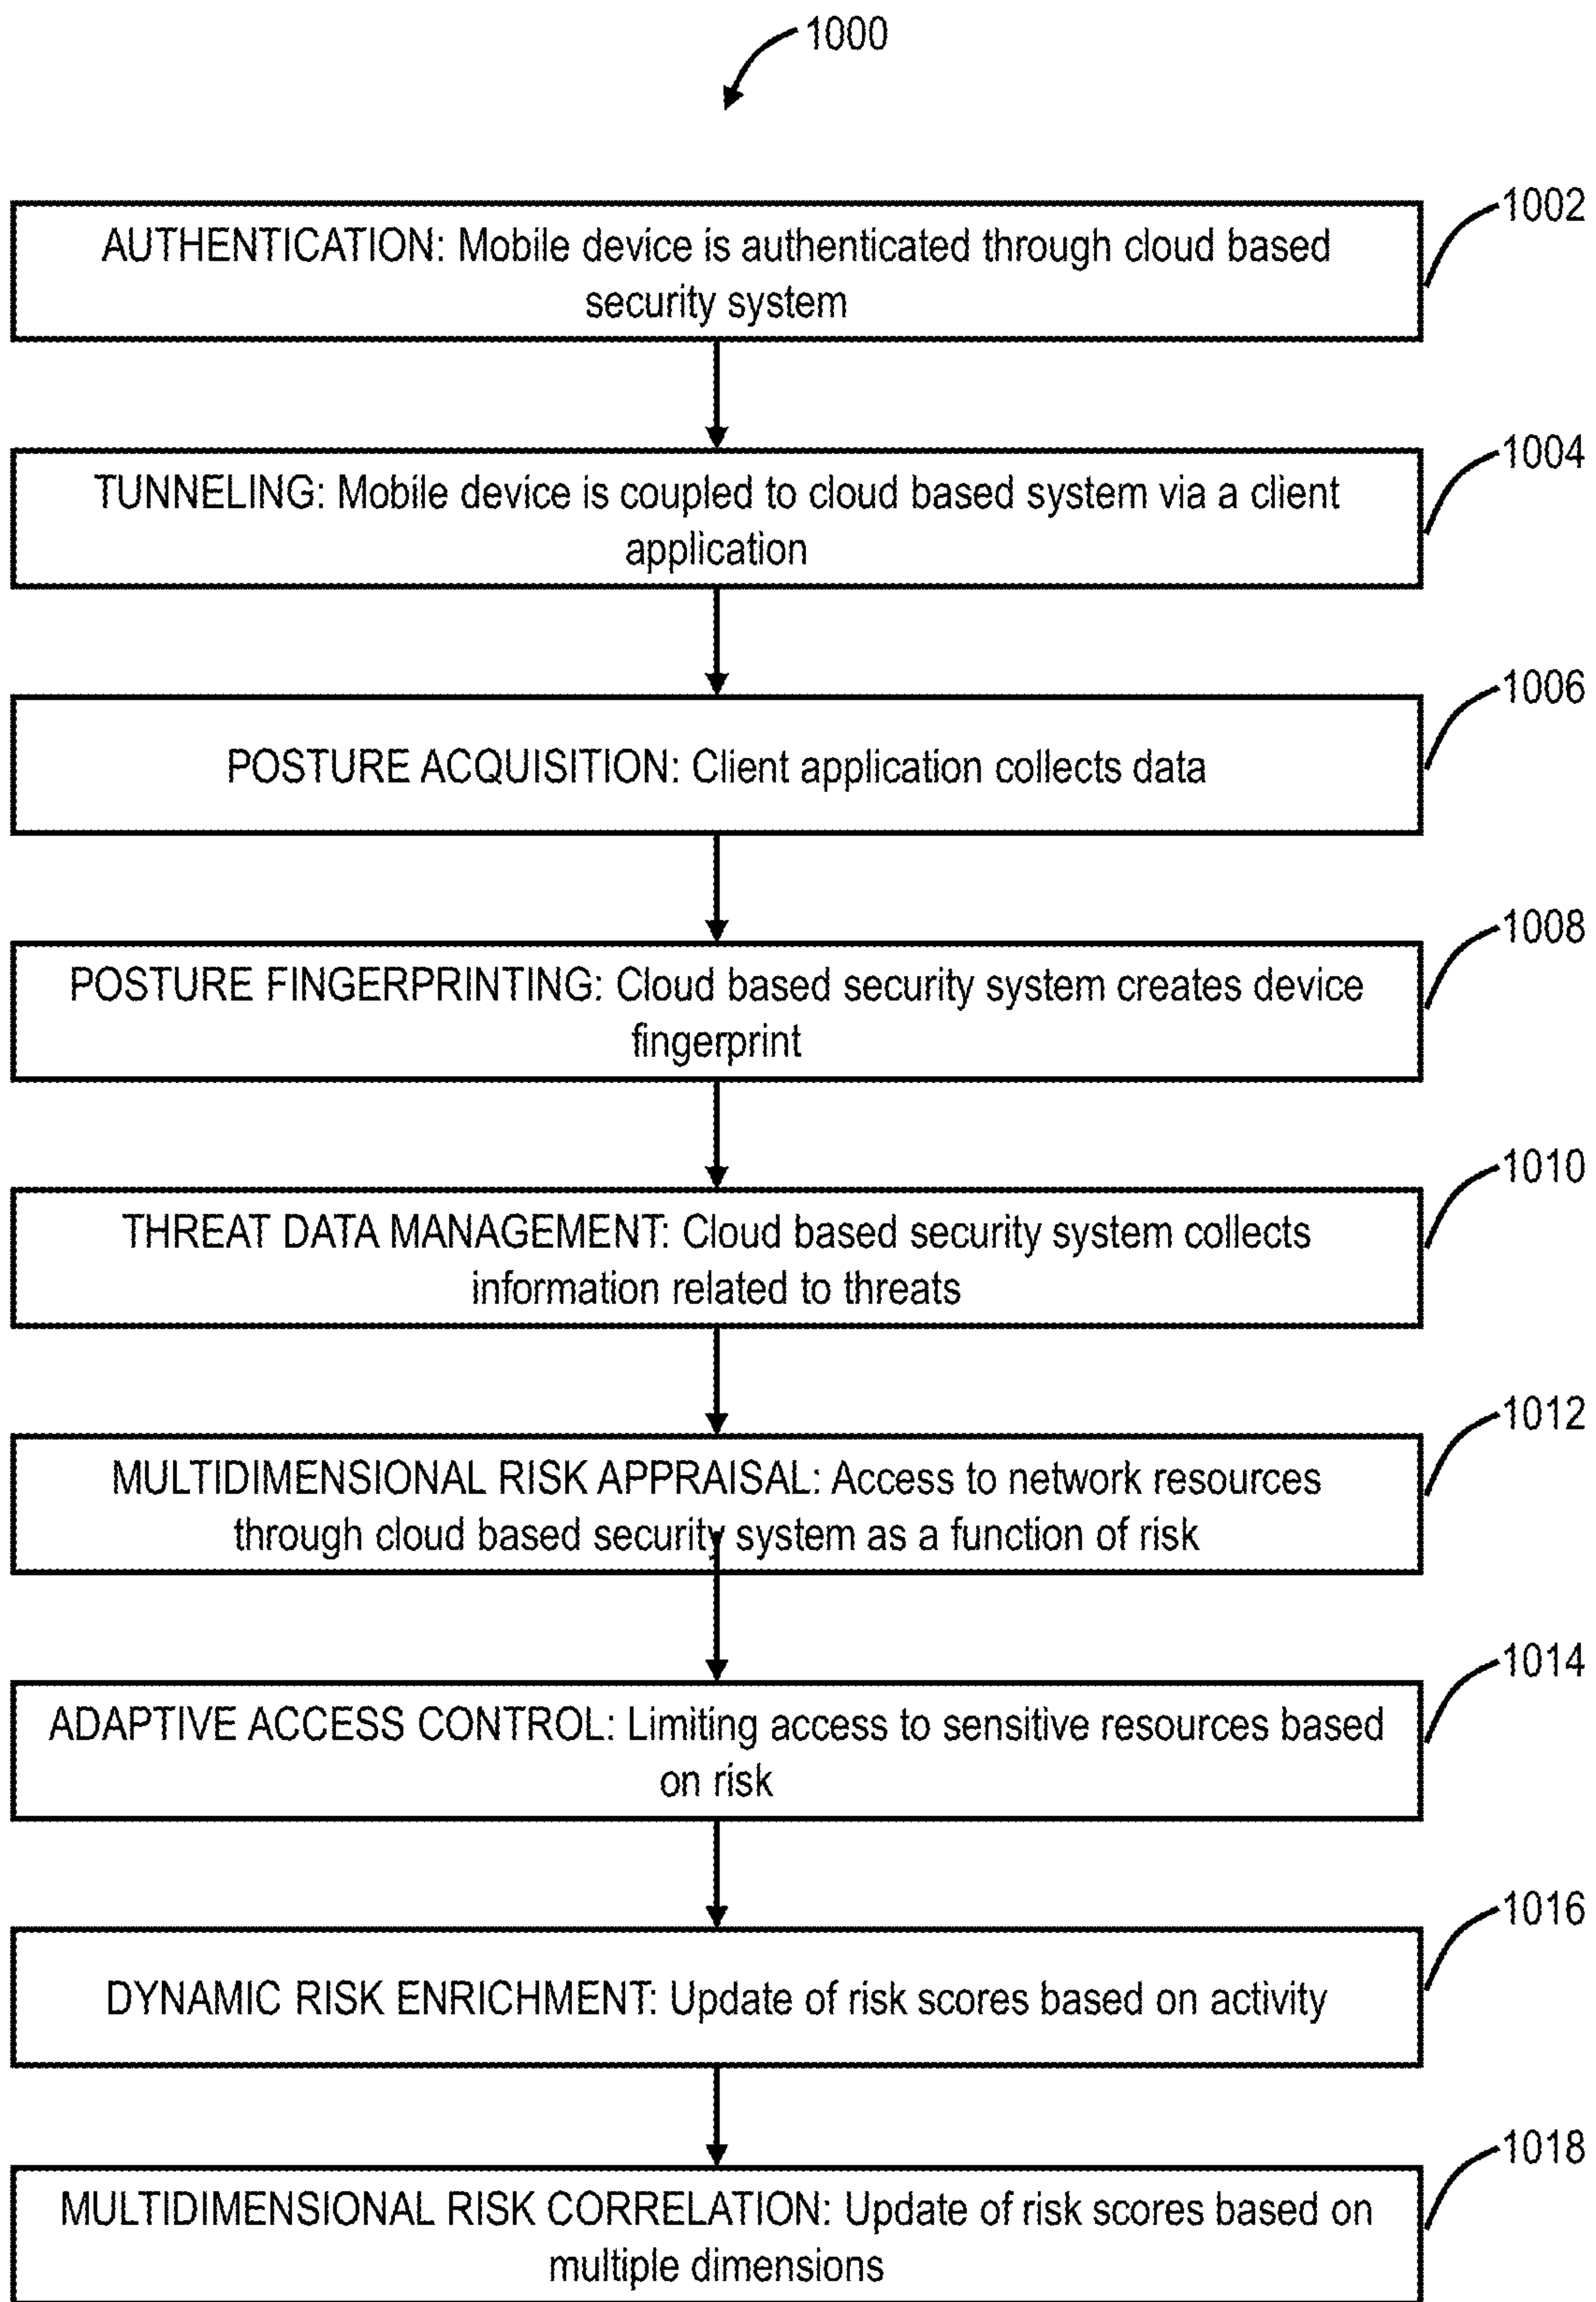 1000
1002
AUTHENTICATION: Mobile device is authenticated through cloud based
security system
1004
TUNNELING: Mobile device is coupled to cloud based system via a client
application
1006
POSTURE ACQUISITION: Client application collects data
1008
POSTURE FINGERPRINTING: Cloud based security system creates device
fingerprint
1010
THREAT DATA MANAGEMENT: Cloud based security system collects
information related to threats
1012
MULTIDIMENSIONAL RISK APPRAISAL: Access to network resources
through cloud based security system as a function of risk
1014
ADAPTIVE ACCESS CONTROL: Limiting access to sensitive resources based
on risk
1016
DYNAMIC RISK ENRICHMENT: Update of risk scores based on activity
1018
MULTIDIMENSIONAL RISK CORRELATION: Update of risk scores based on
multiple dimensions